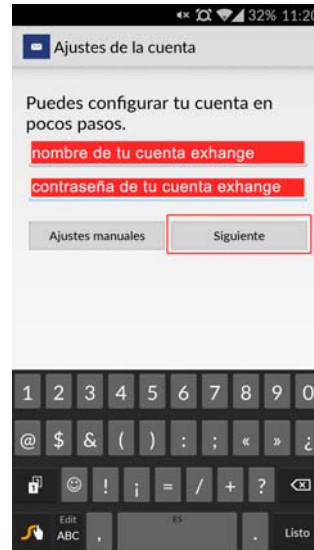 32% 11:20
Ajustes de la cuenta
Puedes configurar tu cuenta en
pocos pasos.
nombre de tu cuenta exhange
contraseña de tu cuenta exhange
Ajustes manuales Siguiente
1 2 3 4 5 6 7 8 9 0
@ $ & ( ) : ; « » ¿
1 ! ¡ = / + ?
Edit ES
ABC , . Listo